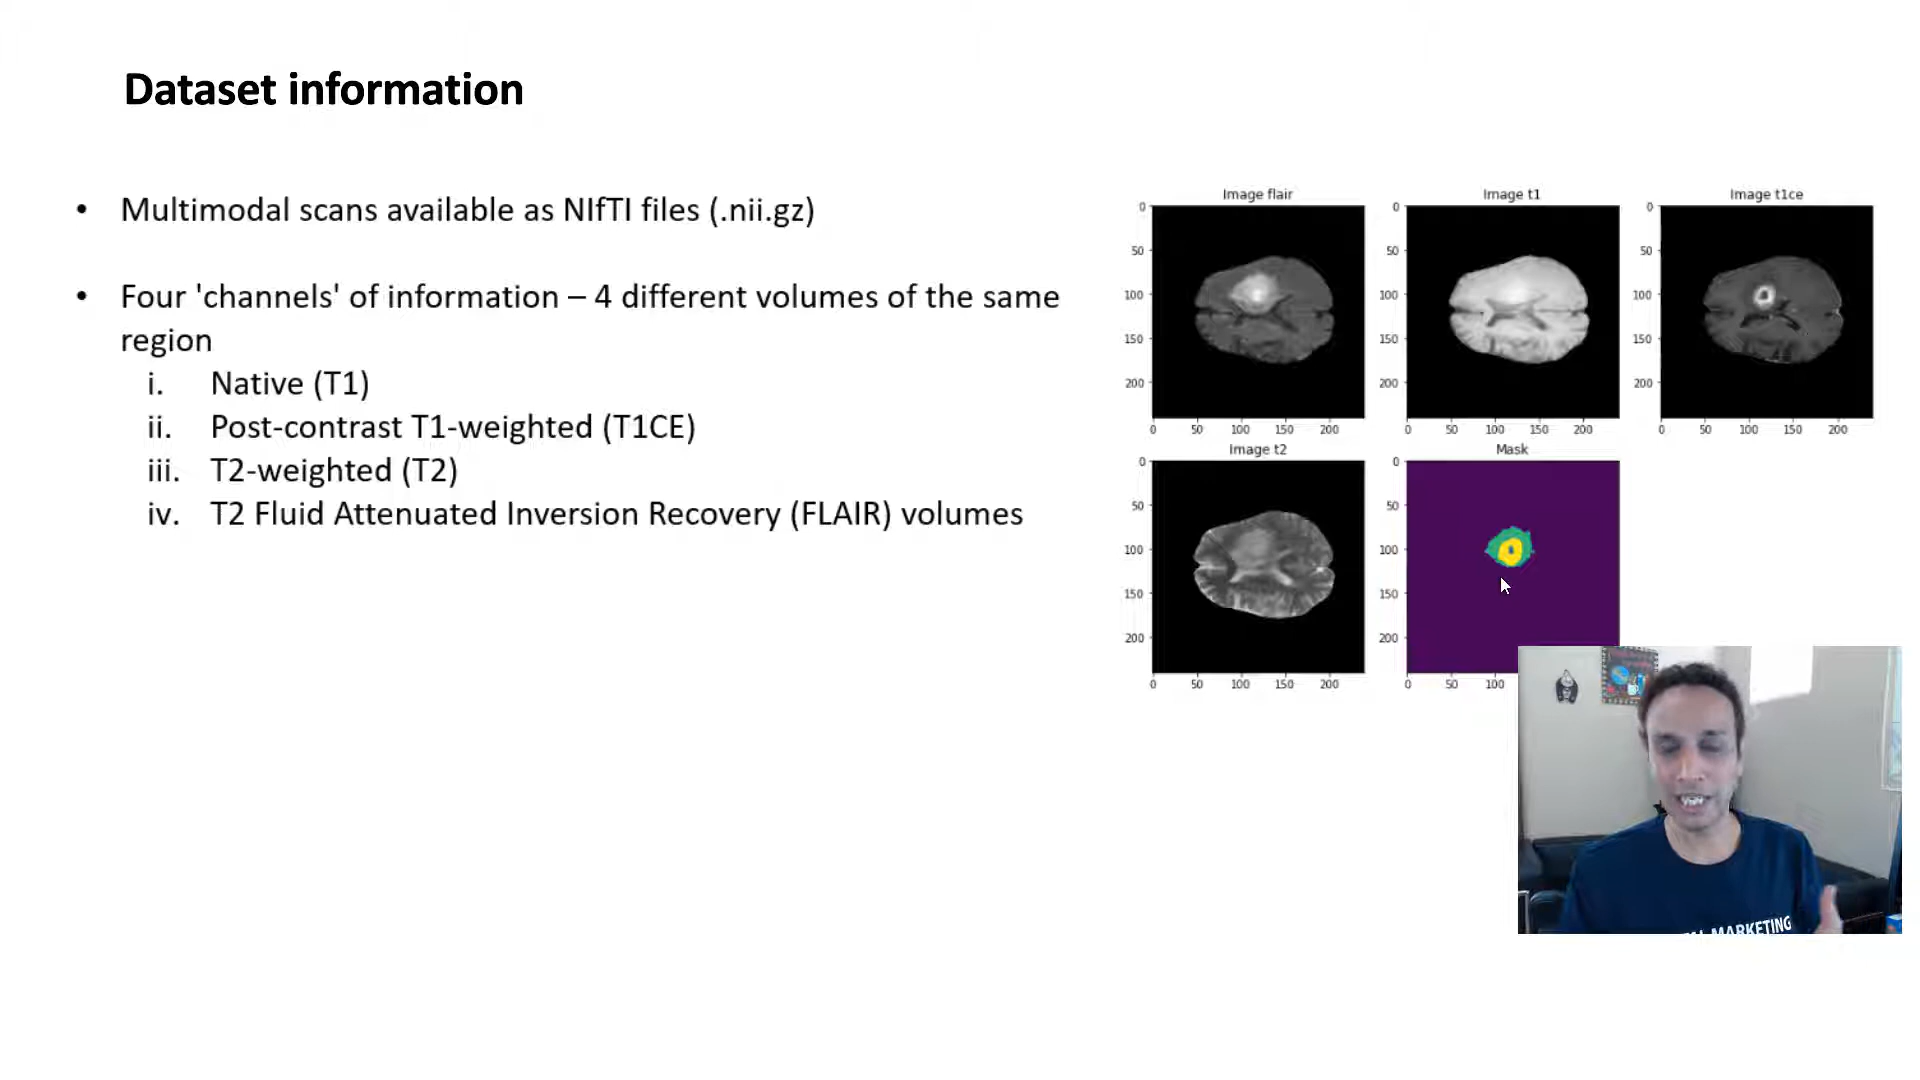 Dataset information
• Multimodal scans available as NIfTI files (.nii.gz)
• Four 'channels' of information – 4 different volumes of the same
region
i. Native (T1)
ii. Post-contrast T1-weighted (T1CE)
iii. T2-weighted (T2)
iv. T2 Fluid Attenuated Inversion Recovery (FLAIR) volumes
Image flair
0
50
100
150
200
0 50 100 150 200
Image t1
0
50
100
150
200
0 50 100 150 200
Image t1ce
0
50
100
150
200
0 50 100 150 200
Image t2
0
50
100
150
200
0 50 100 150 200
Mask
0
50
100
150
200
0 50 100
MARKETING